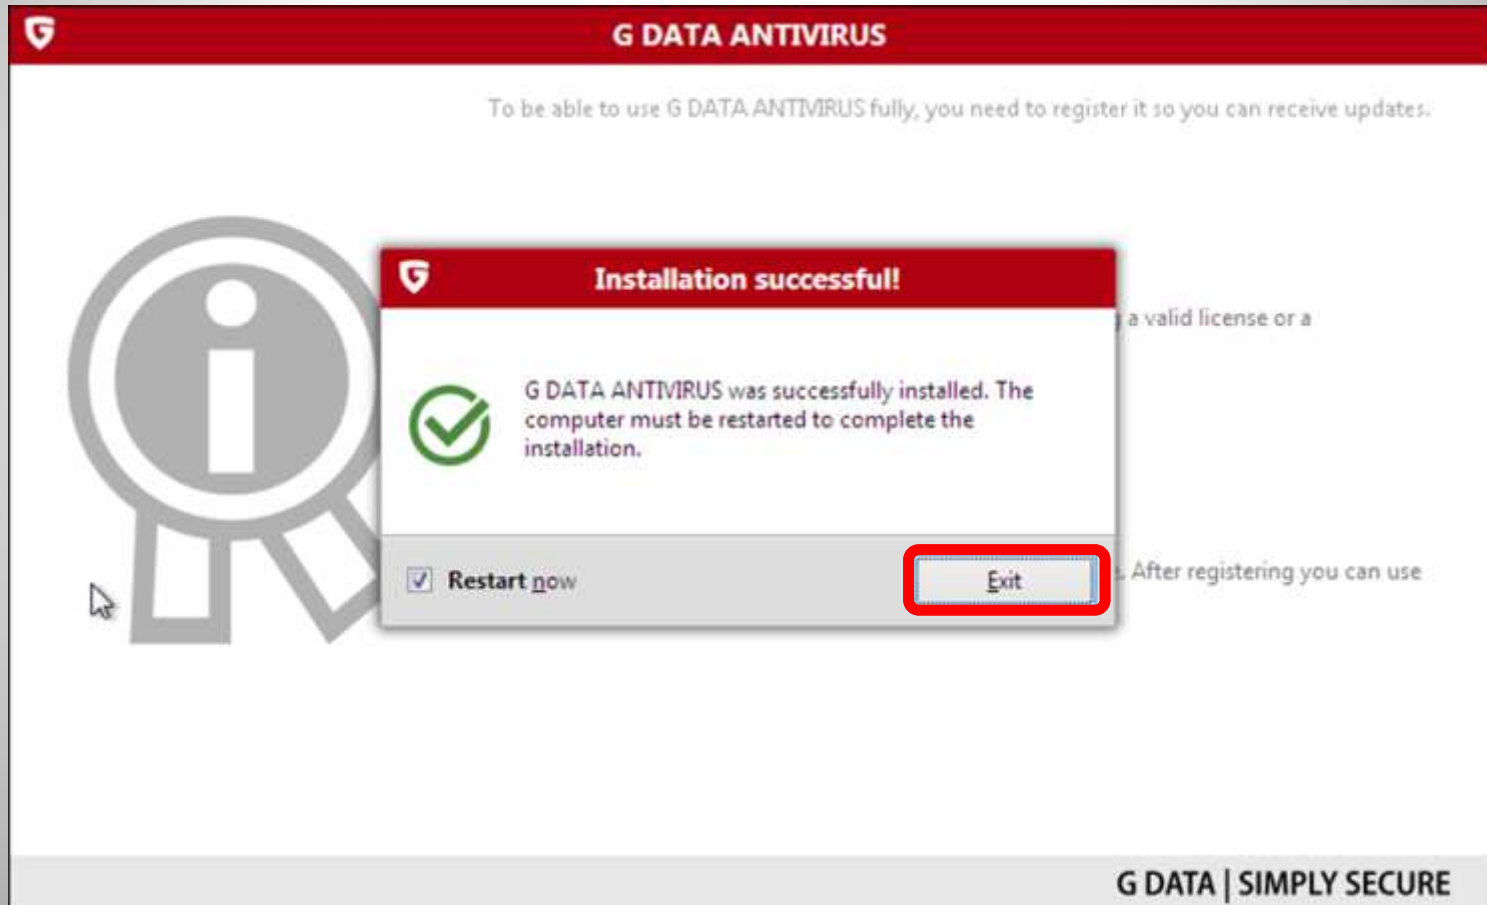 G DATA ANTIVIRUS
To be able to use G DATA ANTIVIRUS fully, you need to register it so you can receive updates.
Installation successful!
a valid license or a
G DATA ANTIVIRUS was successfully installed. The
computer must be restarted to complete the
installation.
Restart now
Exit
. After registering you can use
G DATA | SIMPLY SECURE